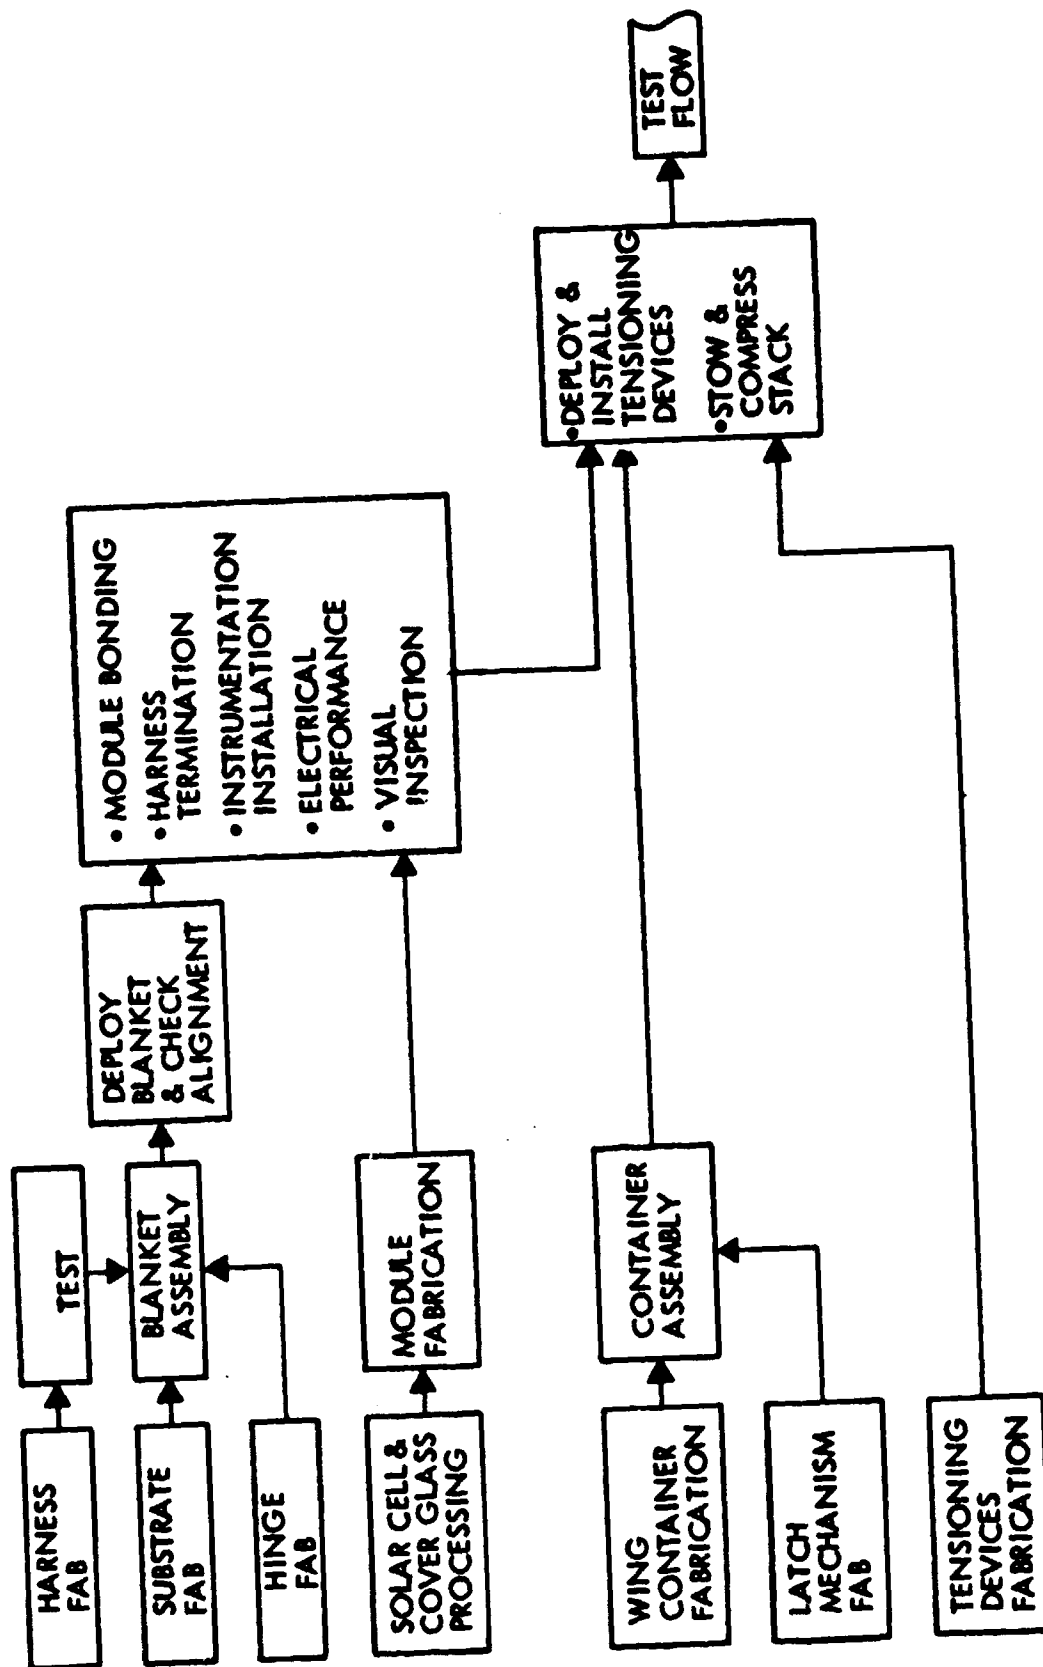 HARNESS
FAB
TEST
SUBSTRATE
FAB
BLANKET
ASSEMBLY
HINGE
FAB
DEPLOY
BLANKET
& CHECK
ALIGNMENT
SOLAR CELL &
COVER GLASS
PROCESSING
MODULE
FABRICATION
• MODULE BONDING
• HARNESS
TERMINATION
• INSTRUMENTATION
INSTALLATION
• ELECTRICAL
PERFORMANCE
• VISUAL
INSPECTION
WING
CONTAINER
FABRICATION
CONTAINER
ASSEMBLY
LATCH
MECHANISM
FAB
TENSIONING
DEVICES
FABRICATION
•DEPLOY &
INSTALL
TENSIONING
DEVICES
•STOW &
COMPRESS
STACK
TEST
FLOW